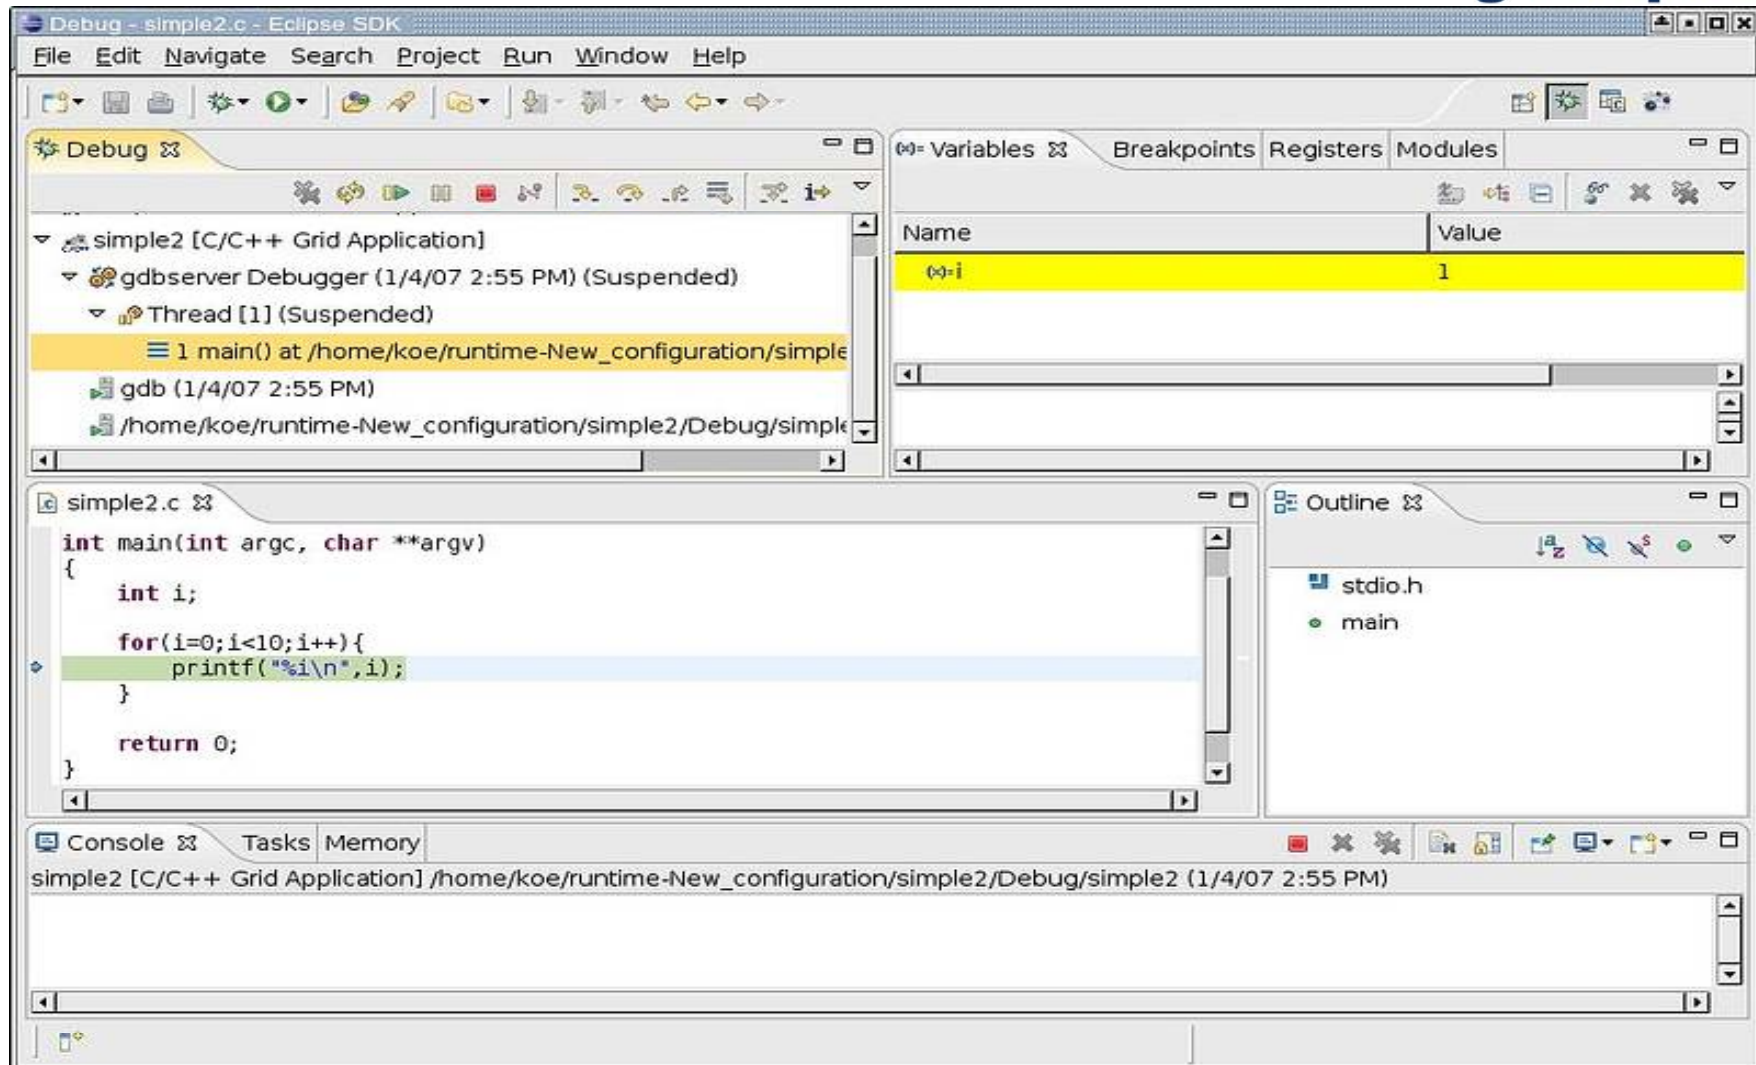 Debug - simple2.c - Eclipse SDK
File Edit Navigate Search Project Run Window Help
Debug
simple2 [C/C++ Grid Application]
gdbserver Debugger (1/4/07 2:55 PM) (Suspended)
Thread [1] (Suspended)
1 main() at /home/koe/runtime-New_configuration/simple
gdb (1/4/07 2:55 PM)
/home/koe/runtime-New_configuration/simple2/Debug/simple
(x)= Variables Breakpoints Registers Modules
Name Value
(x)= i 1
simple2.c
int main(int argc, char **argv)
{
int i;
for(i=0;i<10;i++){
printf("%i\n",i);
}
return 0;
}
Outline
stdio.h
main
Console Tasks Memory
simple2 [C/C++ Grid Application] /home/koe/runtime-New_configuration/simple2/Debug/simple2 (1/4/07 2:55 PM)